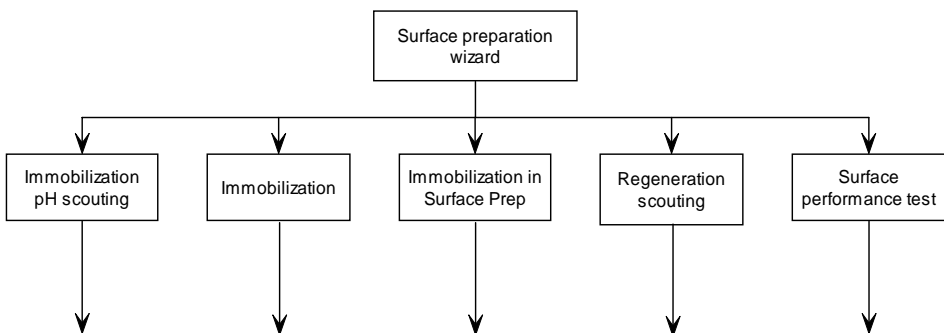 Surface preparation
wizard
Immobilization
pH scouting
Immobilization
Immobilization in
Surface Prep
Regeneration
scouting
Surface
performance test